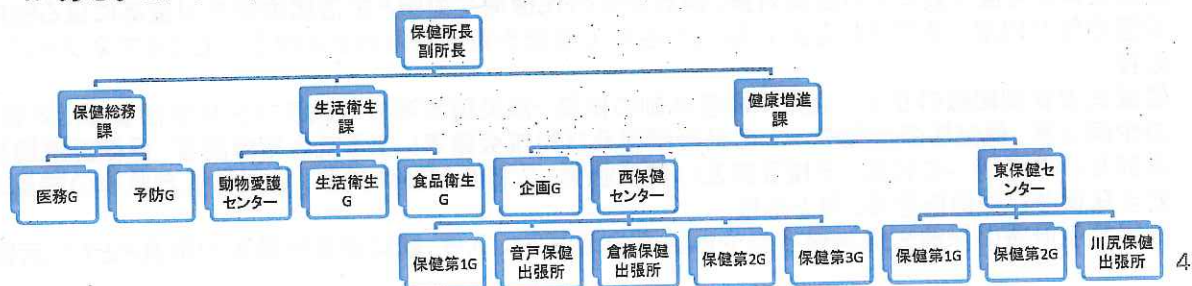 保健所長
副所長
保健総務
課
生活衛生
課
健康増進
課
医務G
予防G
動物愛護
センター
生活衛生
G
食品衛生
G
企画G
西保健
センター
東保健セ
ンター
保健第1G
音戸保健
出張所
倉橋保健
出張所
保健第2G
保健第3G
保健第1G
保健第2G
川尻保健
出張所
4